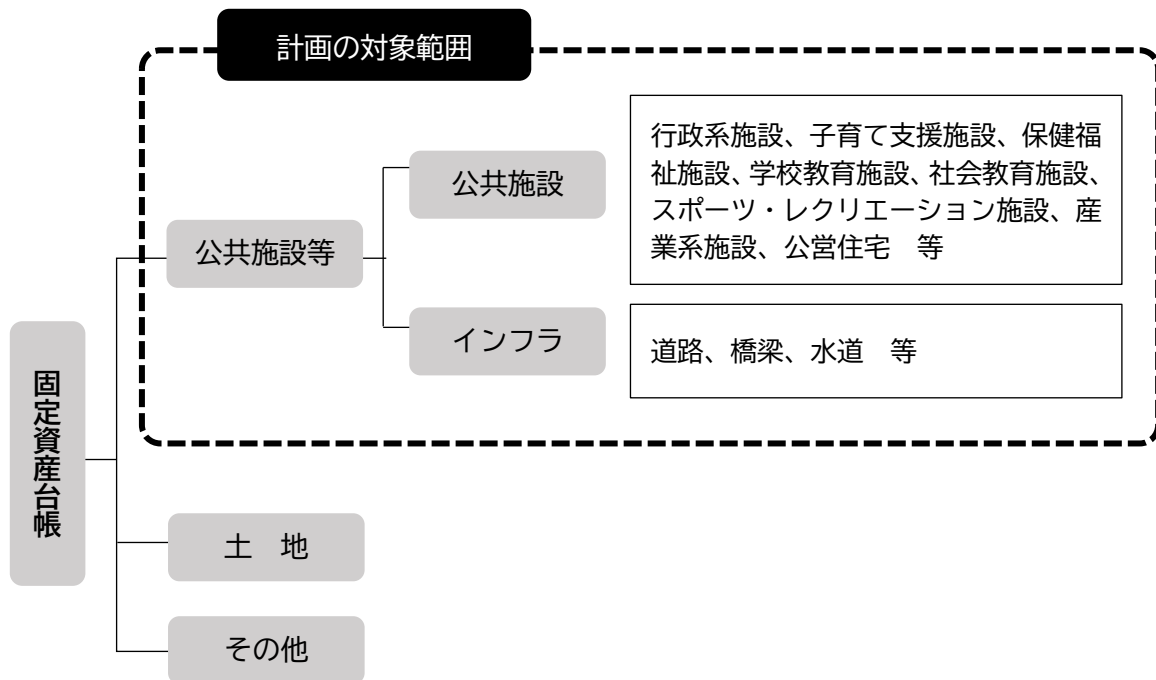 計画の対象範囲
行政系施設、子育て支援施設、保健福
祉施設、学校教育施設、社会教育施設、
スポーツ・レクリエーション施設、産
業系施設、公営住宅　等
公共施設
公共施設等
インフラ
道路、橋梁、水道　等
固定資産台帳
土　地
その他